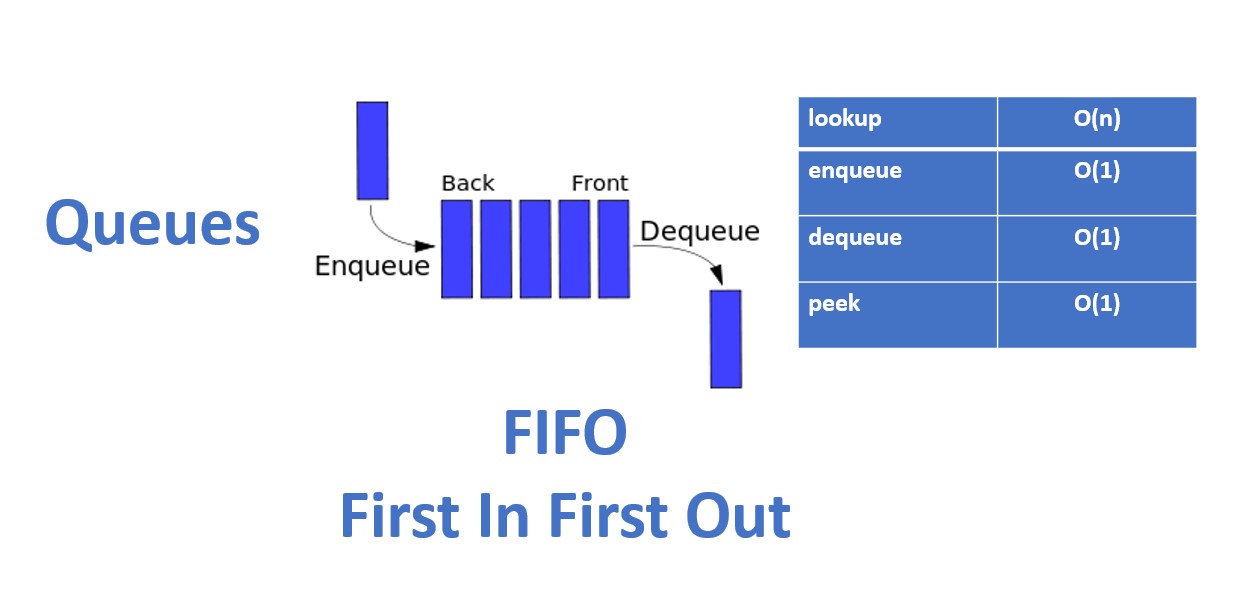 Queues
Back Front
Enqueue
Dequeue
FIFO
First In First Out
lookup O(n)
enqueue O(1)
dequeue O(1)
peek O(1)